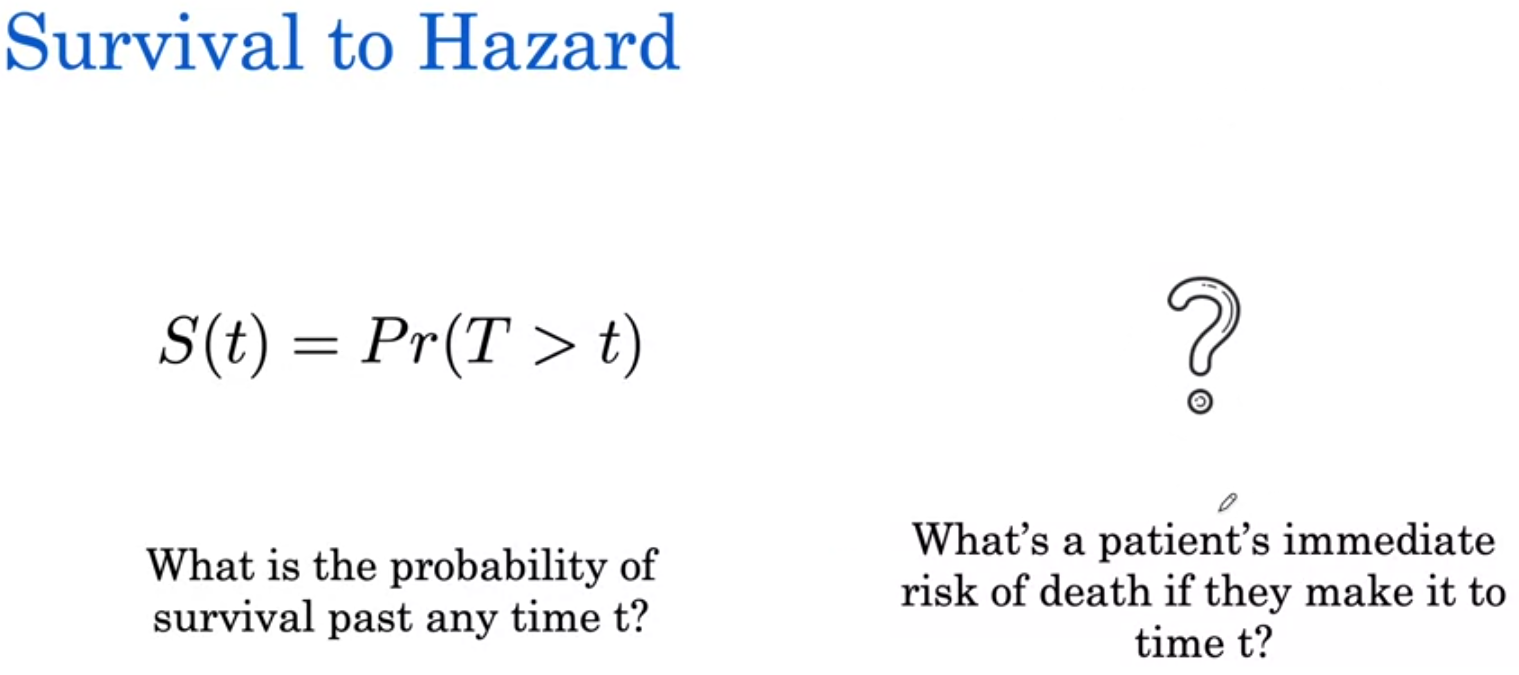 Survival to Hazard
S(t) = Pr(T > t)
?
What is the probability of
survival past any time t?
What's a patient's immediate
risk of death if they make it to
time t?